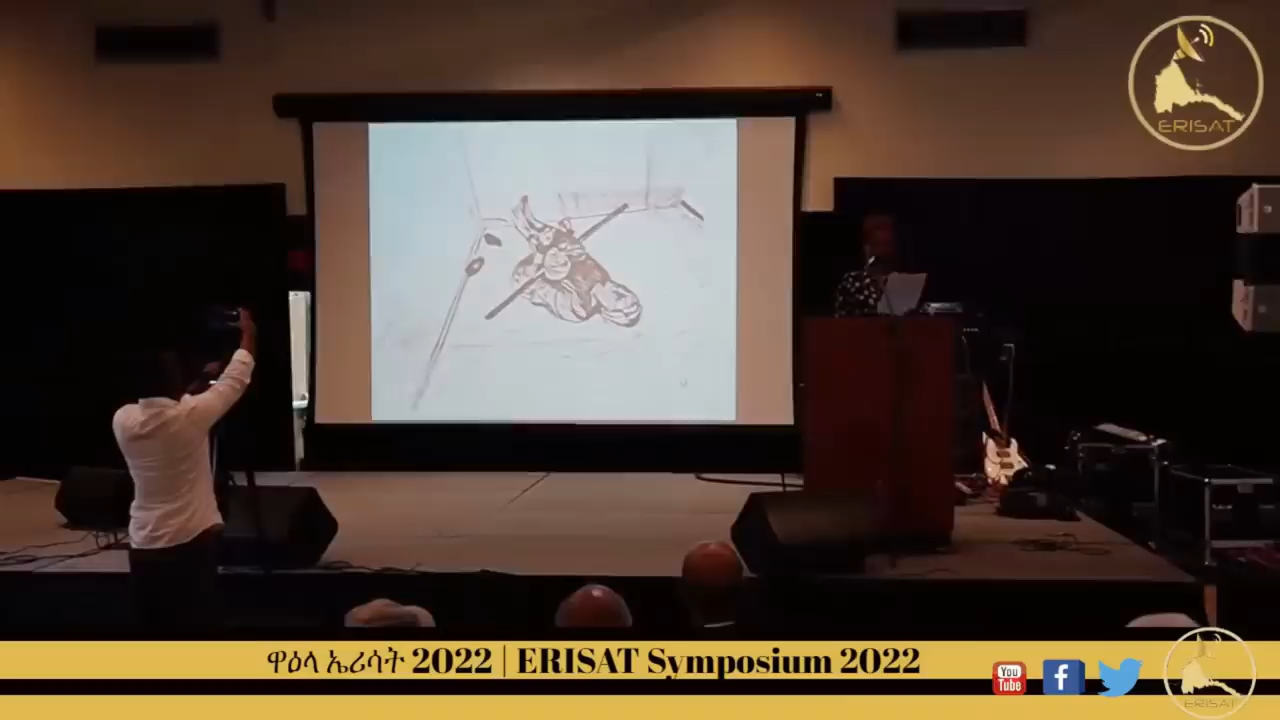 ERISAT
ዋዕላ ኤሪሳት 2022 | ERISAT Symposium 2022
You
Tube
ERISAT